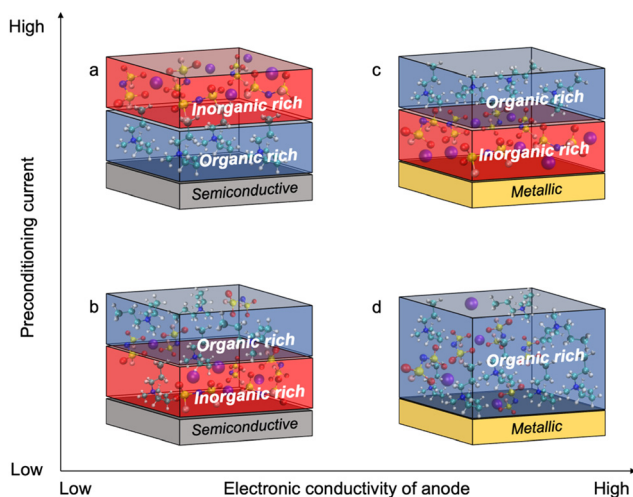 High
a
Inorganic rich
Organic rich
Semiconductive
c
Organic rich
Inorganic rich
Metallic
Preconditioning current
b
Organic rich
Inorganic rich
Semiconductive
d
Organic rich
Metallic
Low
Low
Electronic conductivity of anode
High